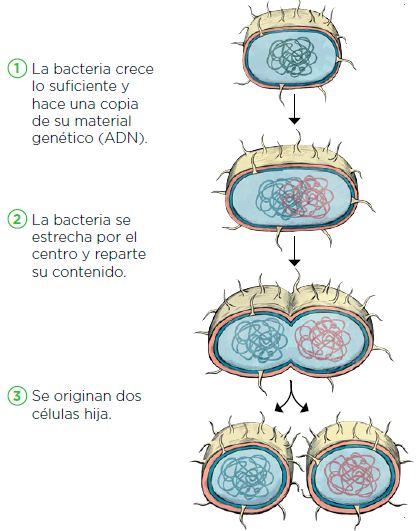 1 La bacteria crece
lo suficiente y
hace una copia
de su material
genético (ADN).
2 La bacteria se
estrecha por el
centro y reparte
su contenido.
3 Se originan dos
células hija.